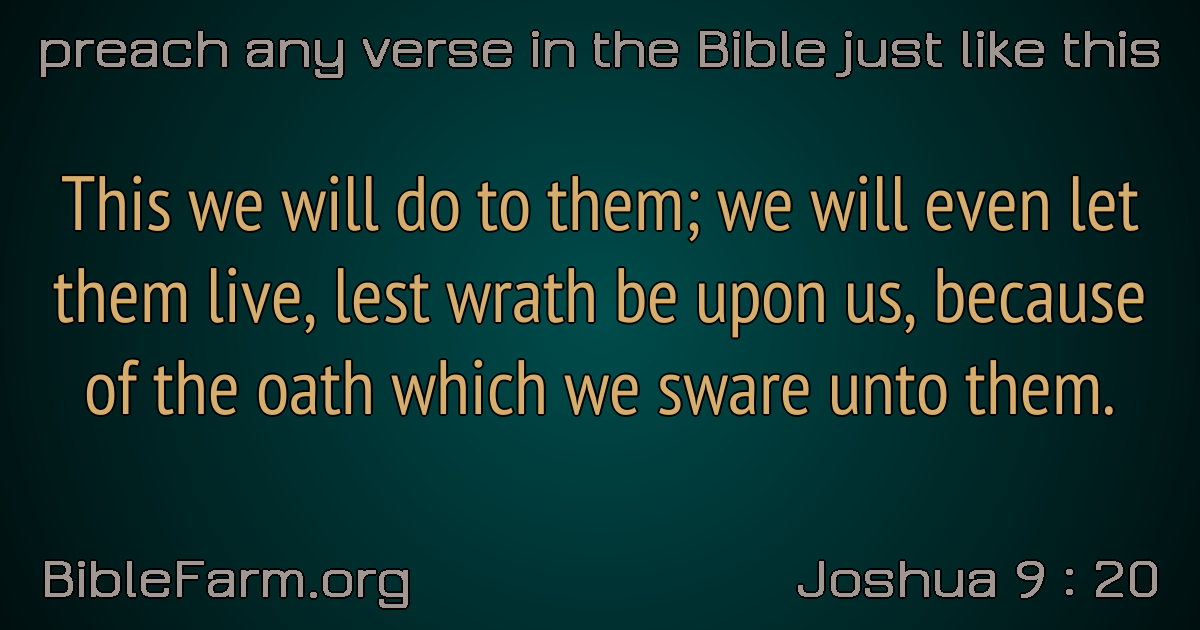 preach any verse in the Bible just like this
This we will do to them; we will even let
them live, lest wrath be upon us, because
of the oath which we sware unto them.
BibleFarm.org
Joshua 9 : 20